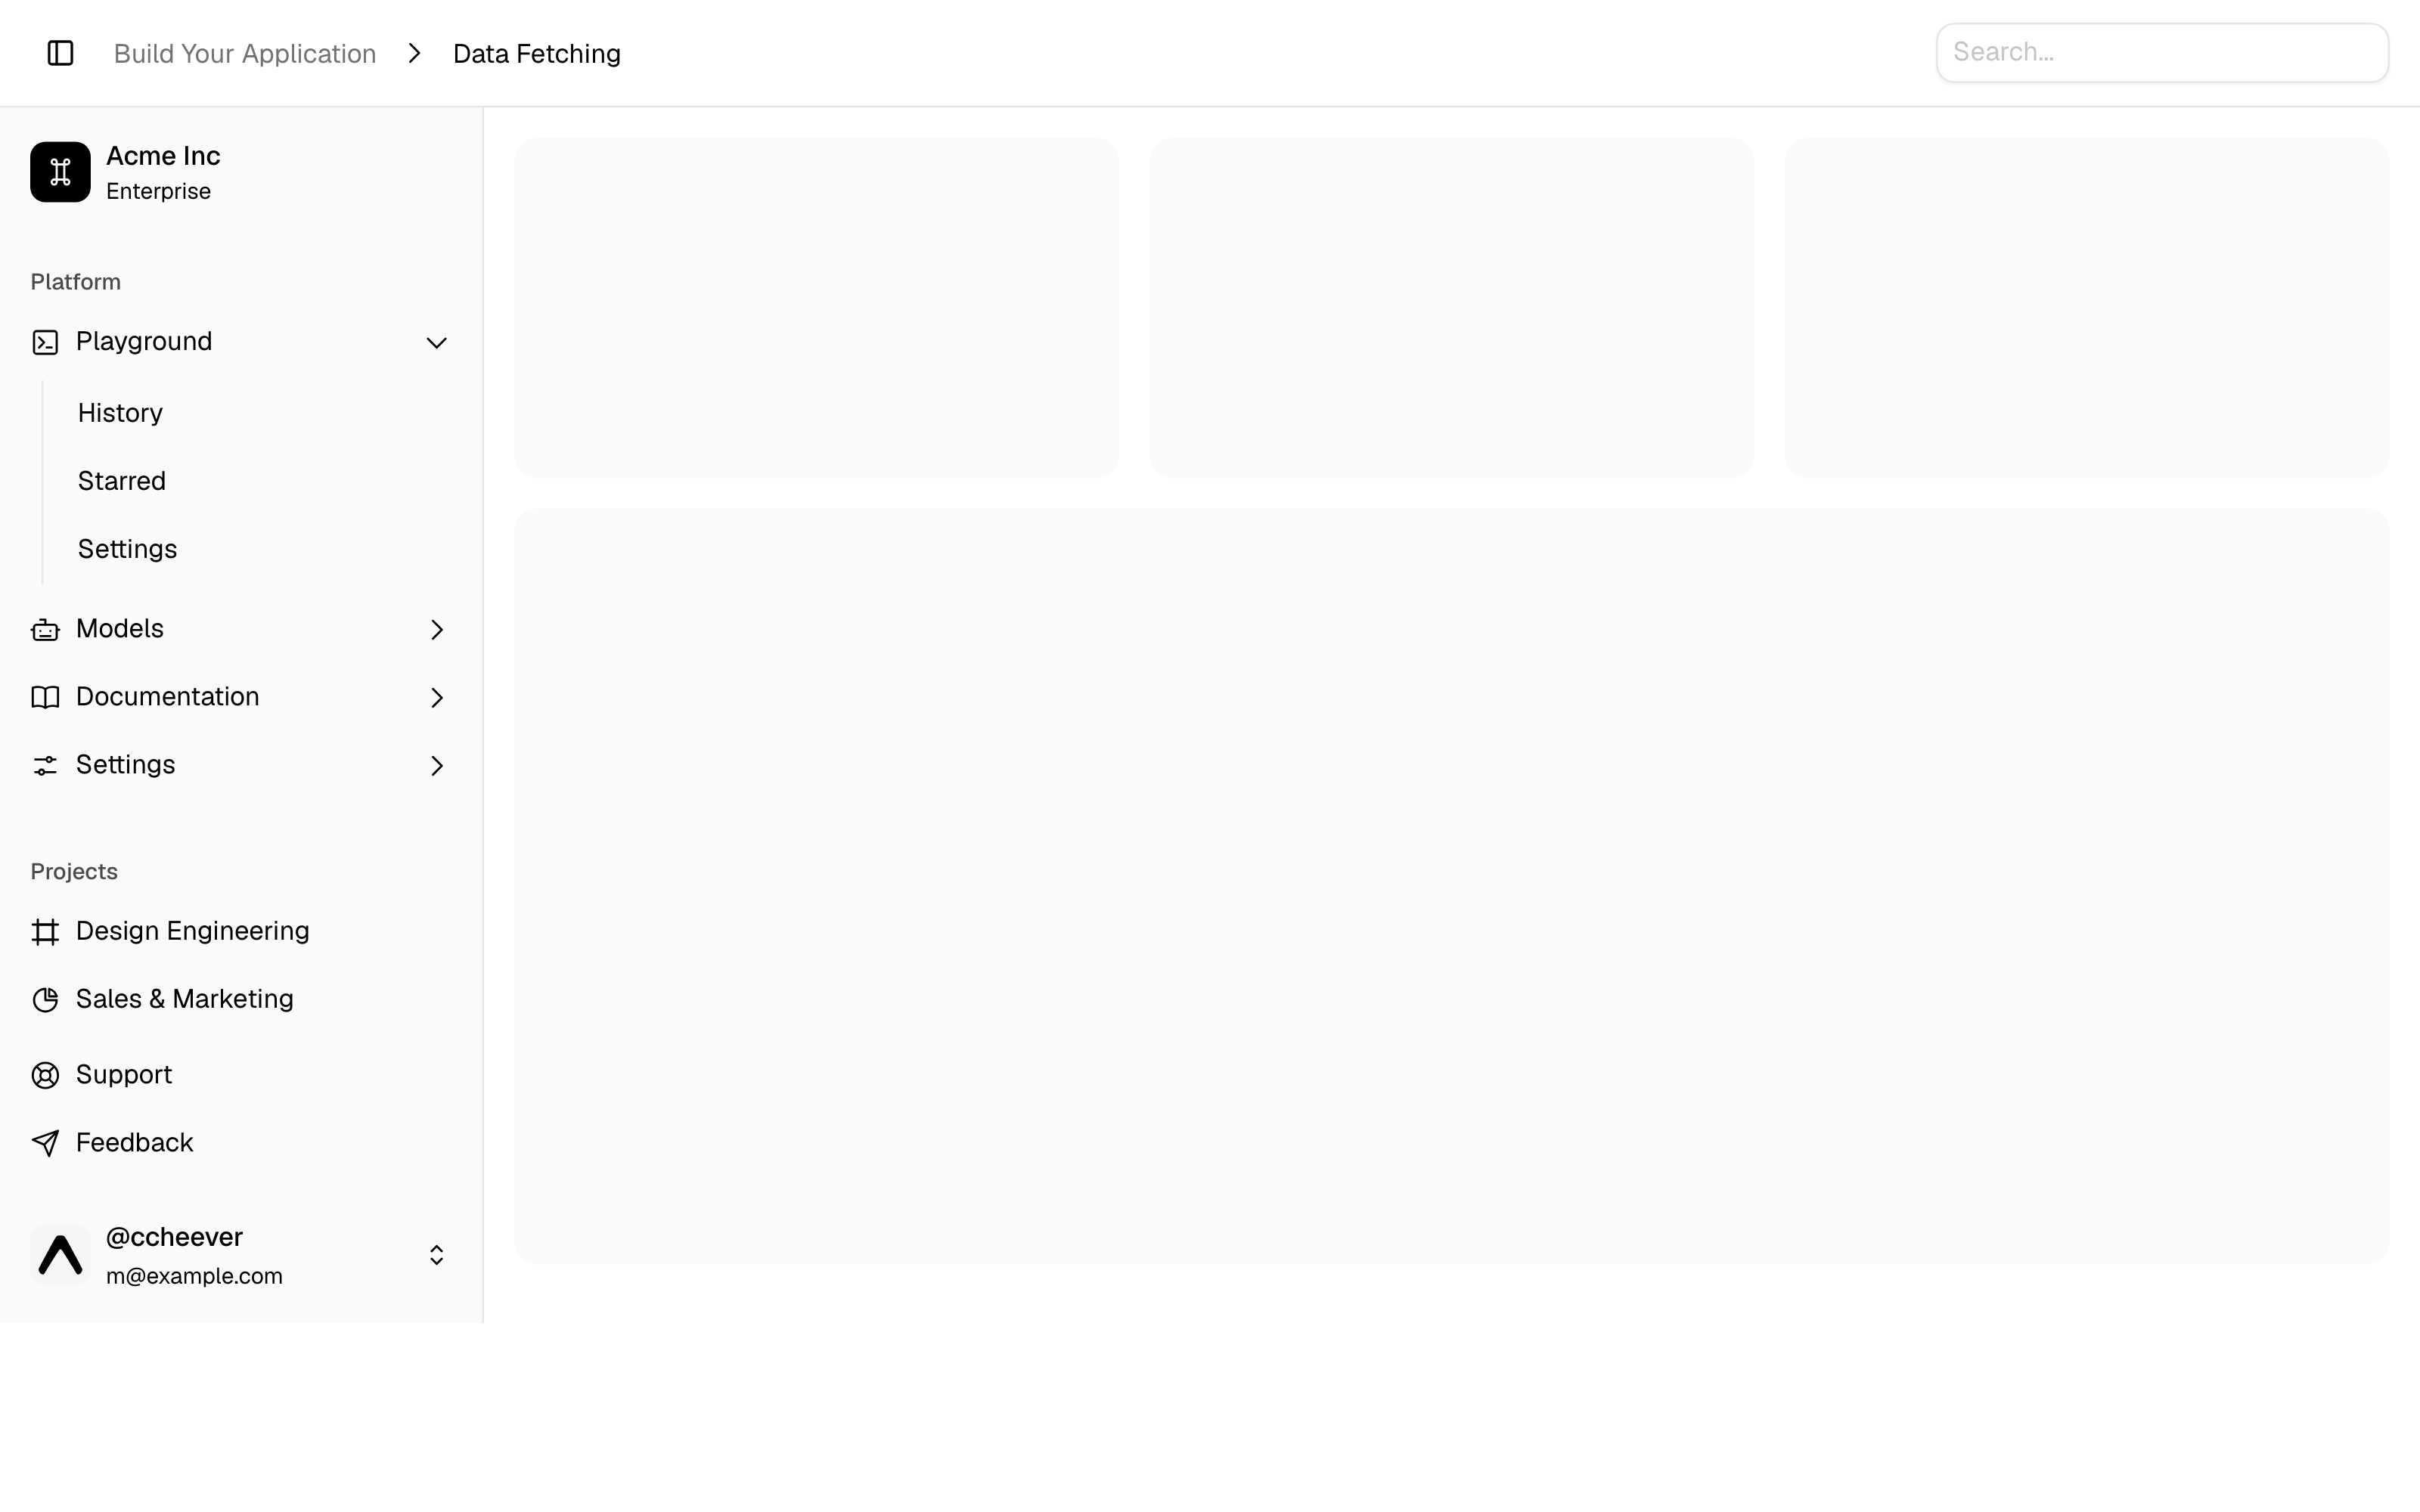 Build Your Application
Data Fetching
Search...
Acme Inc
Enterprise
Platform
Playground
History
Starred
Settings
Models
Documentation
Settings
Projects
Design Engineering
Sales & Marketing
Support
Feedback
@ccheever
m@example.com